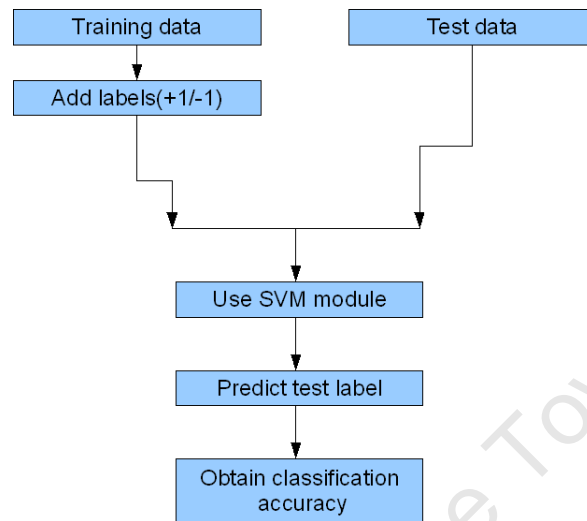 Training data
Test data
Add labels(+1/-1)
Use SVM module
Predict test label
Obtain classification
accuracy